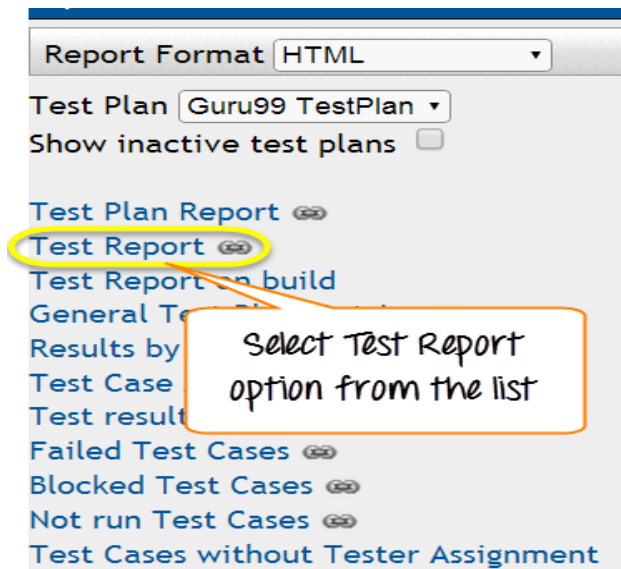 Report Format HTML
Test Plan Guru99 TestPlan
Show inactive test plans
Test Plan Report
Test Report
Test Report on build
General
Results by
Test Case
Test result
Failed Test Cases
Blocked Test Cases
Not run Test Cases
Test Cases without Tester Assignment
Select Test Report
option from the list